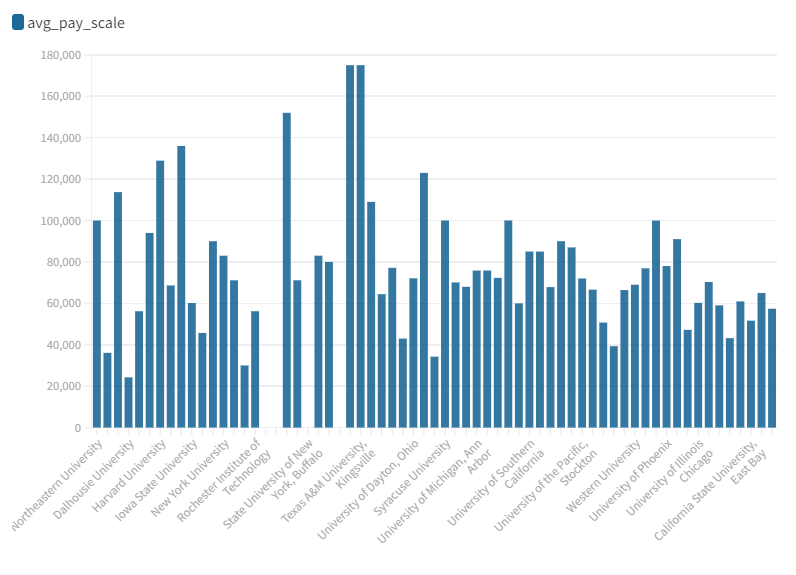 avg_pay_scale
180,000
160,000
140,000
120,000
100,000
80,000
60,000
40,000
20,000
0
Northeastern University
Dalhousie University
Harvard University
Iowa State University
New York University
Rochester Institute of
Technology
State University of New
York, Buffalo
Texas A&M University,
Kingsville
University of Dayton, Ohio
Syracuse University
University of Michigan, Ann
Arbor
University of Southern
California
University of the Pacific,
Stockton
Western University
University of Phoenix
University of Illinois
Chicago
California State University,
East Bay